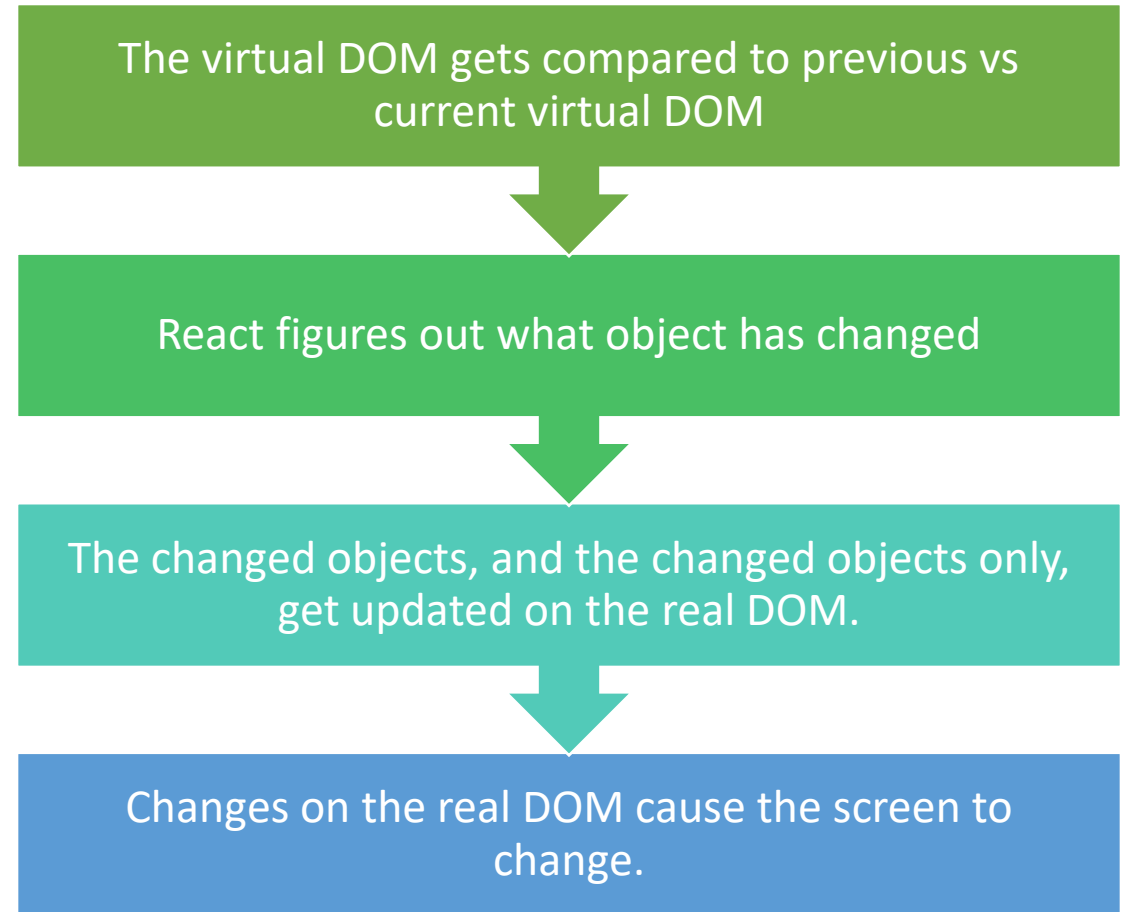 The virtual DOM gets compared to previous vs
current virtual DOM
React figures out what object has changed
The changed objects, and the changed objects only,
get updated on the real DOM.
Changes on the real DOM cause the screen to
change.